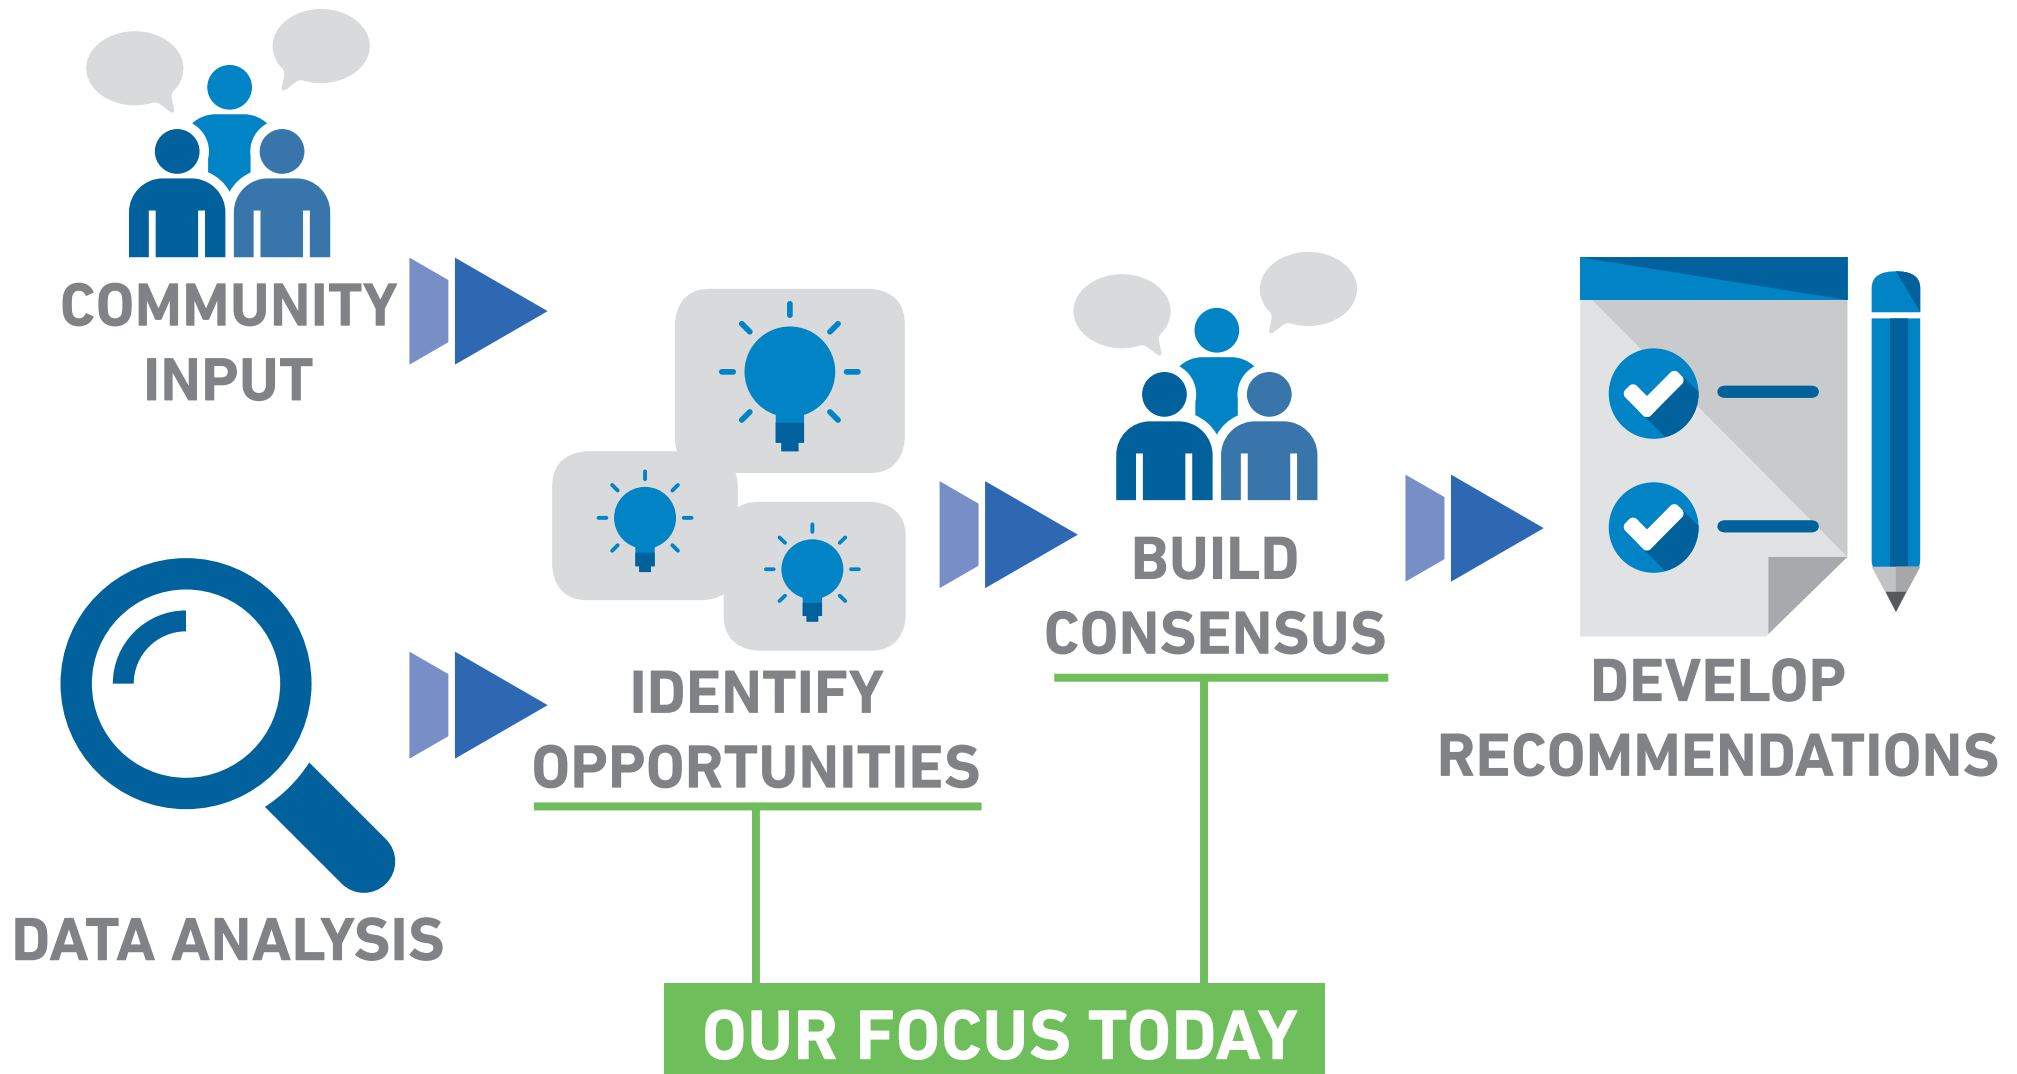 COMMUNITY
INPUT
DATA ANALYSIS
IDENTIFY
OPPORTUNITIES
BUILD
CONSENSUS
DEVELOP
RECOMMENDATIONS
OUR FOCUS TODAY